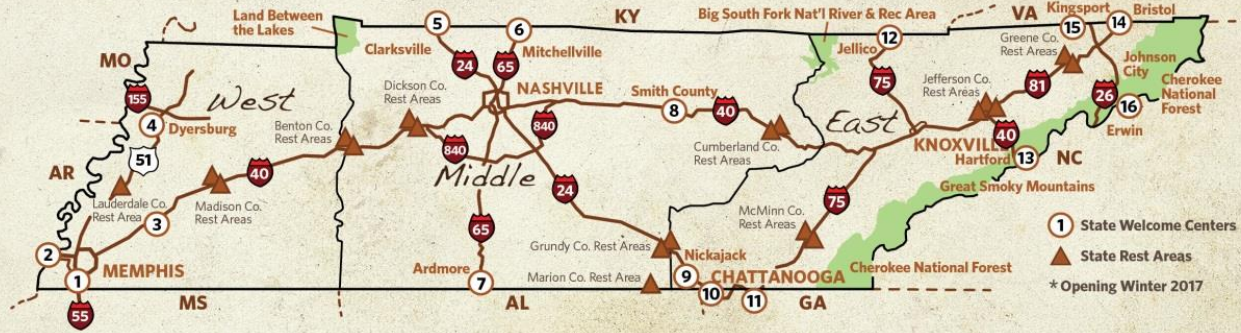 Land Between
the Lakes
KY
Big South Fork Nat'l River & Rec Area
VA
Kingsport
Bristol
5
6
12
15
14
Clarksville
Mitchellville
Jellico
Greene Co.
Rest Areas
MO
24
65
75
Johnson
City
155
West
Dickson Co.
Rest Areas
NASHVILLE
Smith County
Jefferson Co.
Rest Areas
81
26
Cherokee
National
Forest
4
Dyersburg
8
40
16
Benton Co.
Rest Areas
840
840
Cumberland Co.
Rest Areas
East
40
Erwin
51
KNOXVILLE
Hartford
13
NC
AR
40
Middle
24
75
Great Smoky Mountains
Lauderdale Co.
Rest Area
Madison Co.
Rest Areas
3
65
McMinn Co.
Rest Areas
1 State Welcome Centers
2
Grundy Co. Rest Areas
Nickajack
State Rest Areas
MEMPHIS
1
Ardmore
7
Marion Co. Rest Area
9
CHATTANOOGA
Cherokee National Forest
10
11
* Opening Winter 2017
55
MS
AL
GA